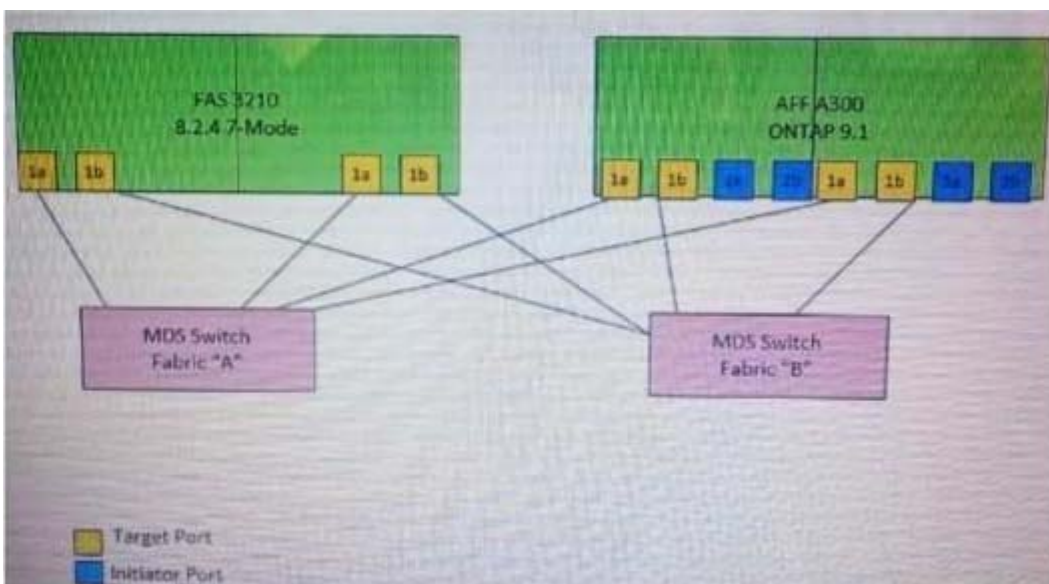 FAS 3210
8.2.4 7-Mode
AFF A300
ONTAP 9.1
1a 1b 1a 1b
1a 1b 2b 1a 1b
MDS Switch
Fabric "A"
MDS Switch
Fabric "B"
Target Port
Initiator Port